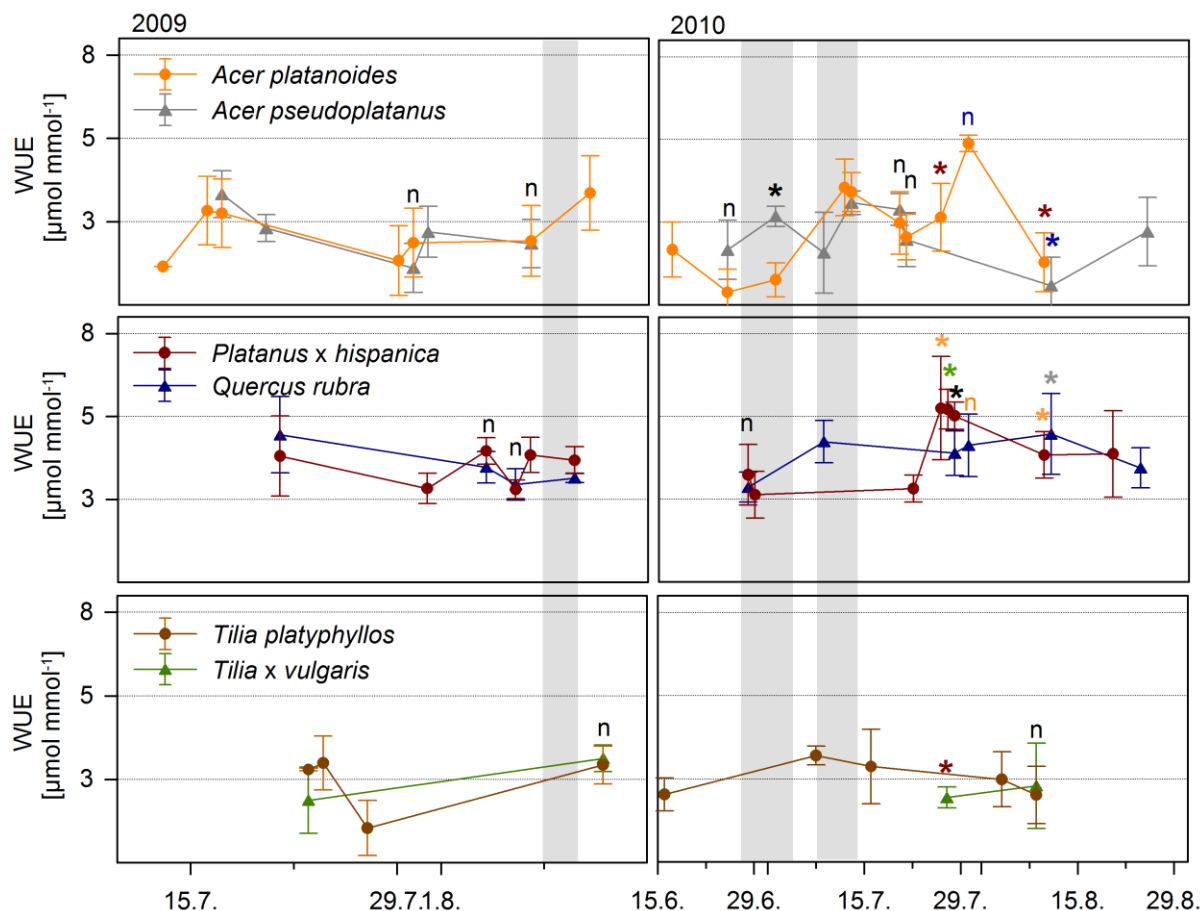 2009 2010
8
5
3
WUE
[µmol mmol⁻¹]
Acer platanoides
Acer pseudoplatanus
n
n
n
*
n
n
*
n
*
*
8
5
3
WUE
[µmol mmol⁻¹]
Platanus x hispanica
Quercus rubra
n
n
n
*
*
*
n
*
*
8
5
3
WUE
[µmol mmol⁻¹]
Tilia platyphyllos
Tilia x vulgaris
n
*
n
15.7. 29.7.1.8. 15.6. 29.6. 15.7. 29.7. 15.8. 29.8.